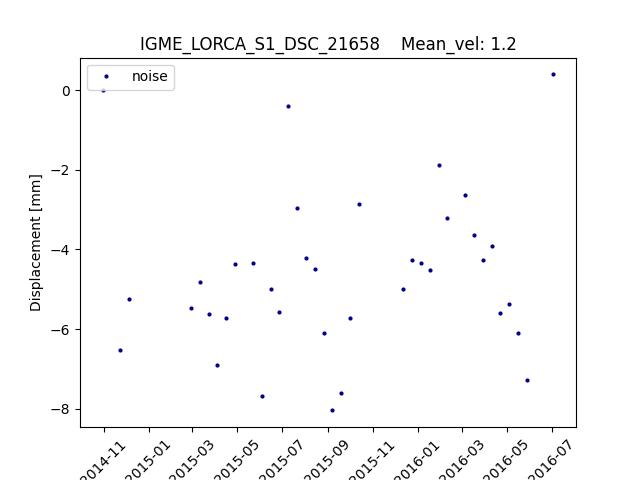 IGME_LORCA_S1_DSC_21658    Mean_vel: 1.2
noise
Displacement [mm]
0
−2
−4
−6
−8
2014-11 2015-01 2015-03 2015-05 2015-07 2015-09 2015-11 2016-01 2016-03 2016-05 2016-07